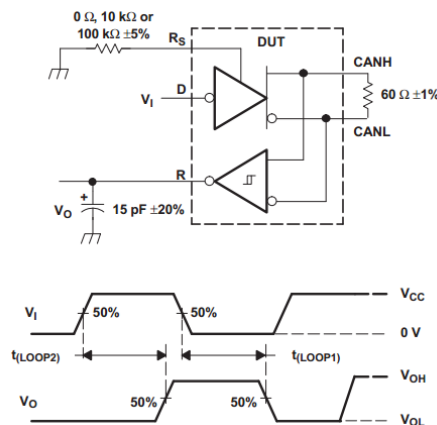 0 Ω, 10 kΩ or
100 kΩ ±5%
RS
DUT
CANH
D
VI
60 Ω ±1%
CANL
R
+
VO
15 pF ±20%
VI
50%
50%
VCC
0 V
t(LOOP2)
t(LOOP1)
VO
50%
50%
VOH
VOL